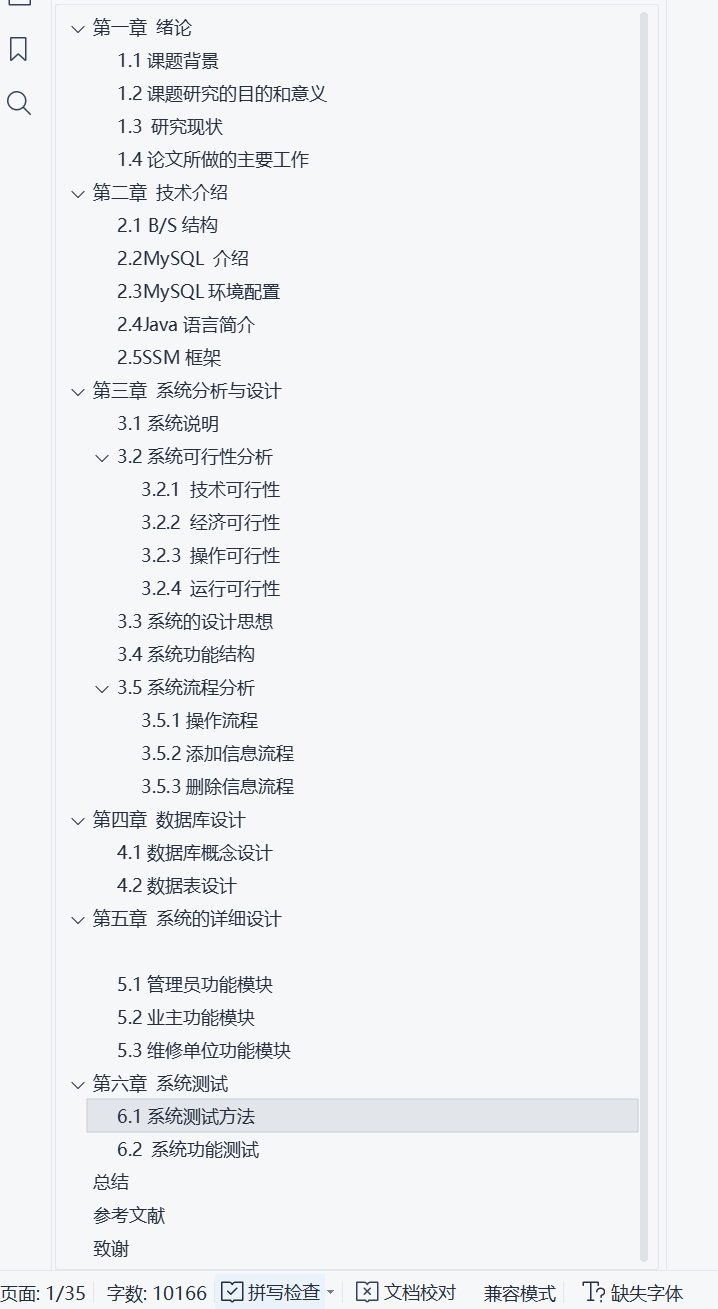 第一章 绪论
1.1 课题背景
1.2 课题研究的目的和意义
1.3 研究现状
1.4 论文所做的主要工作
第二章 技术介绍
2.1 B/S 结构
2.2MySQL 介绍
2.3MySQL 环境配置
2.4Java 语言简介
2.5SSM 框架
第三章 系统分析与设计
3.1 系统说明
3.2 系统可行性分析
3.2.1 技术可行性
3.2.2 经济可行性
3.2.3 操作可行性
3.2.4 运行可行性
3.3 系统的设计思想
3.4 系统功能结构
3.5 系统流程分析
3.5.1 操作流程
3.5.2 添加信息流程
3.5.3 删除信息流程
第四章 数据库设计
4.1 数据库概念设计
4.2 数据表设计
第五章 系统的详细设计
5.1 管理员功能模块
5.2 业主功能模块
5.3 维修单位功能模块
第六章 系统测试
6.1 系统测试方法
6.2 系统功能测试
总结
参考文献
致谢
页面: 1/35 字数: 10166 拼写检查 文档校对 兼容模式 T? 缺失字体